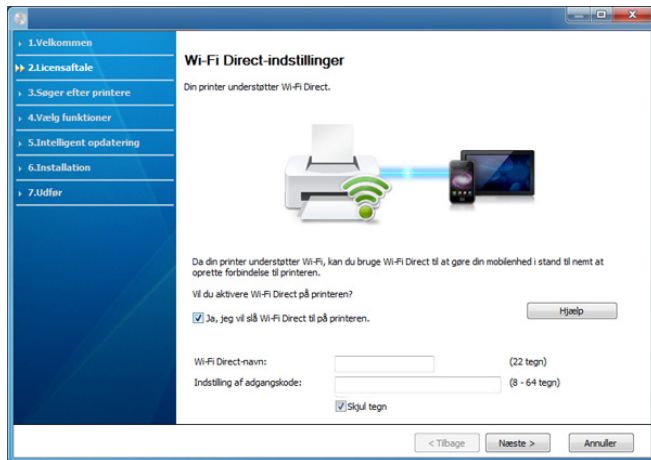 1.Velkommen
2.Licensaftale
3.Søger efter printere
4.Vælg funktioner
5.Intelligent opdatering
6.Installation
7.Udfør
Wi-Fi Direct-indstillinger
Din printer understøtter Wi-Fi Direct.
Da din printer understøtter Wi-Fi, kan du bruge Wi-Fi Direct til at gøre din mobilenhed i stand til nemt at
oprette forbindelse til printeren.
Vil du aktivere Wi-Fi Direct på printeren?
Ja, jeg vil slå Wi-Fi Direct til på printeren.
Hjælp
Wi-Fi Direct-navn: (22 tegn)
Indstilling af adgangskode: (8 - 64 tegn)
Skjul tegn
< Tilbage Næste > Annuller